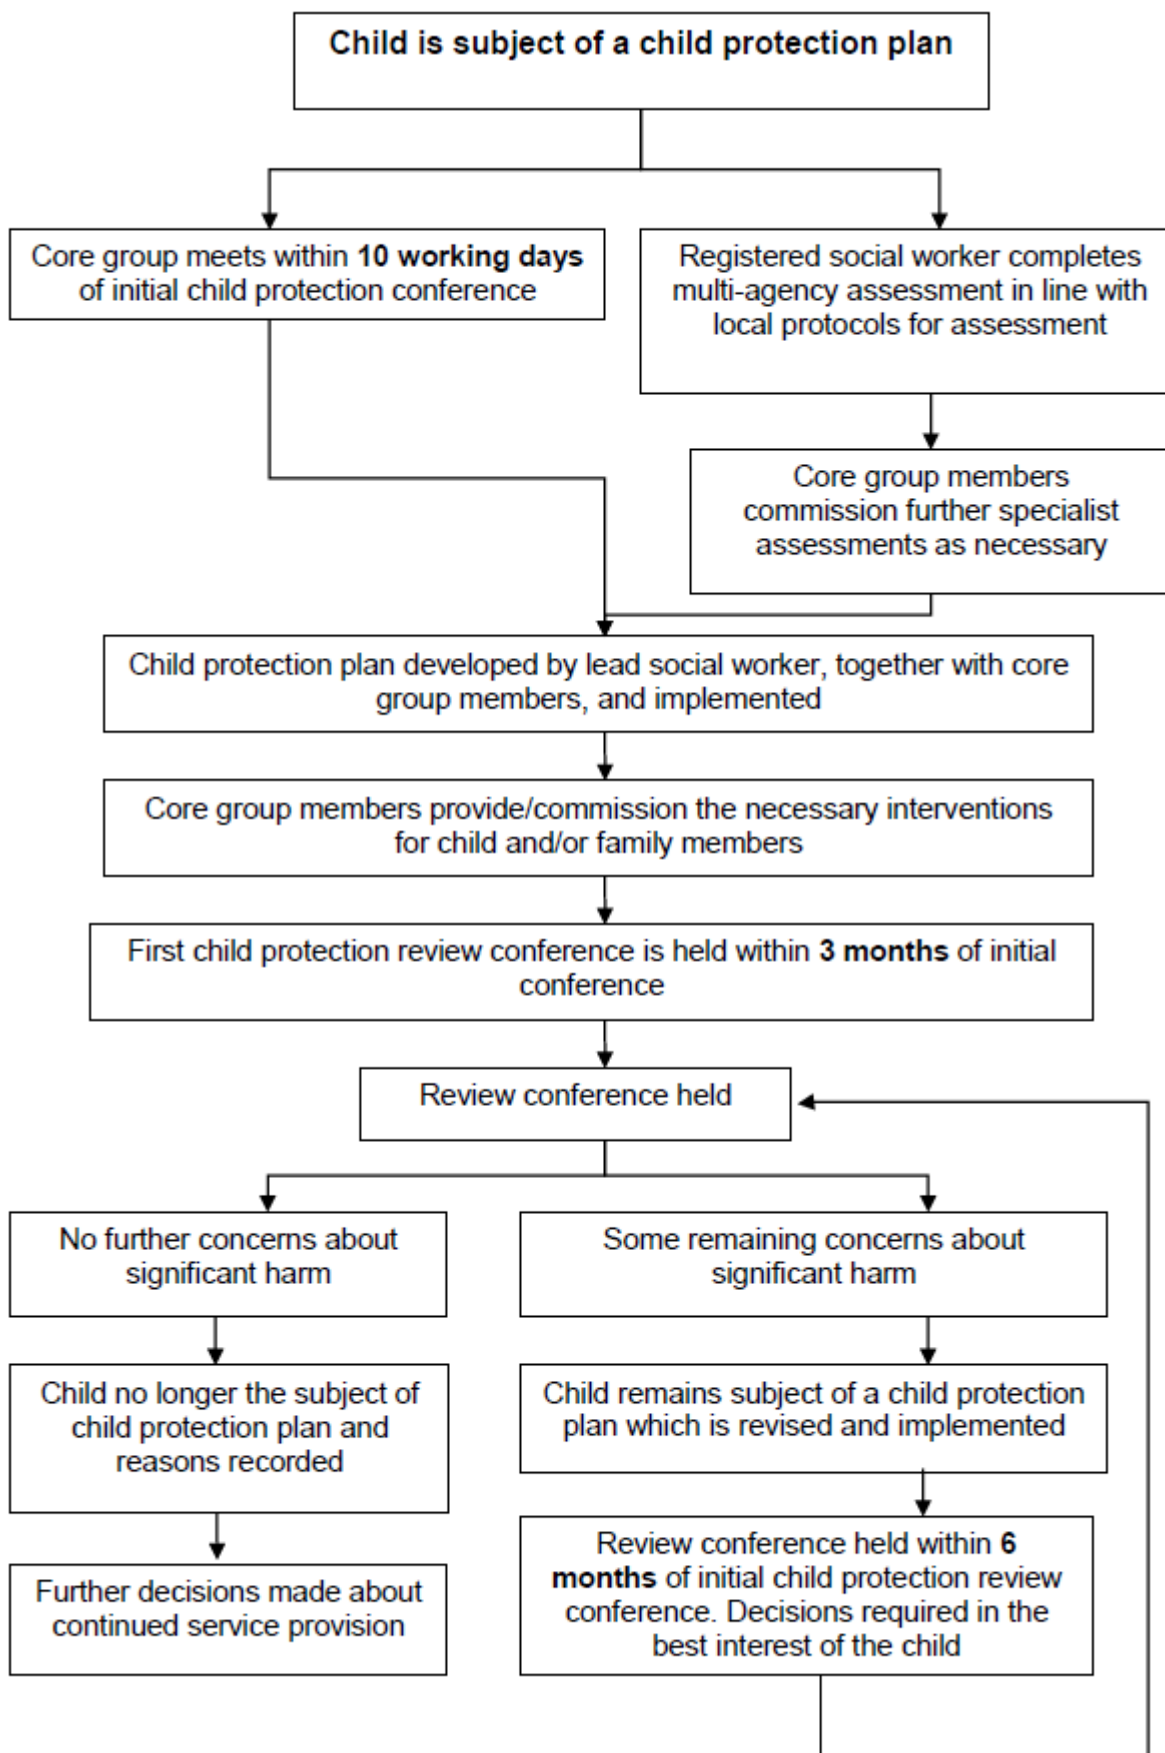 Child is subject of a child protection plan
Core group meets within 10 working days
of initial child protection conference
Registered social worker completes
multi-agency assessment in line with
local protocols for assessment
Core group members
commission further specialist
assessments as necessary
Child protection plan developed by lead social worker, together with core
group members, and implemented
Core group members provide/commission the necessary interventions
for child and/or family members
First child protection review conference is held within 3 months of initial
conference
Review conference held
No further concerns about
significant harm
Some remaining concerns about
significant harm
Child no longer the subject of
child protection plan and
reasons recorded
Child remains subject of a child protection
plan which is revised and implemented
Further decisions made about
continued service provision
Review conference held within 6
months of initial child protection review
conference. Decisions required in the
best interest of the child